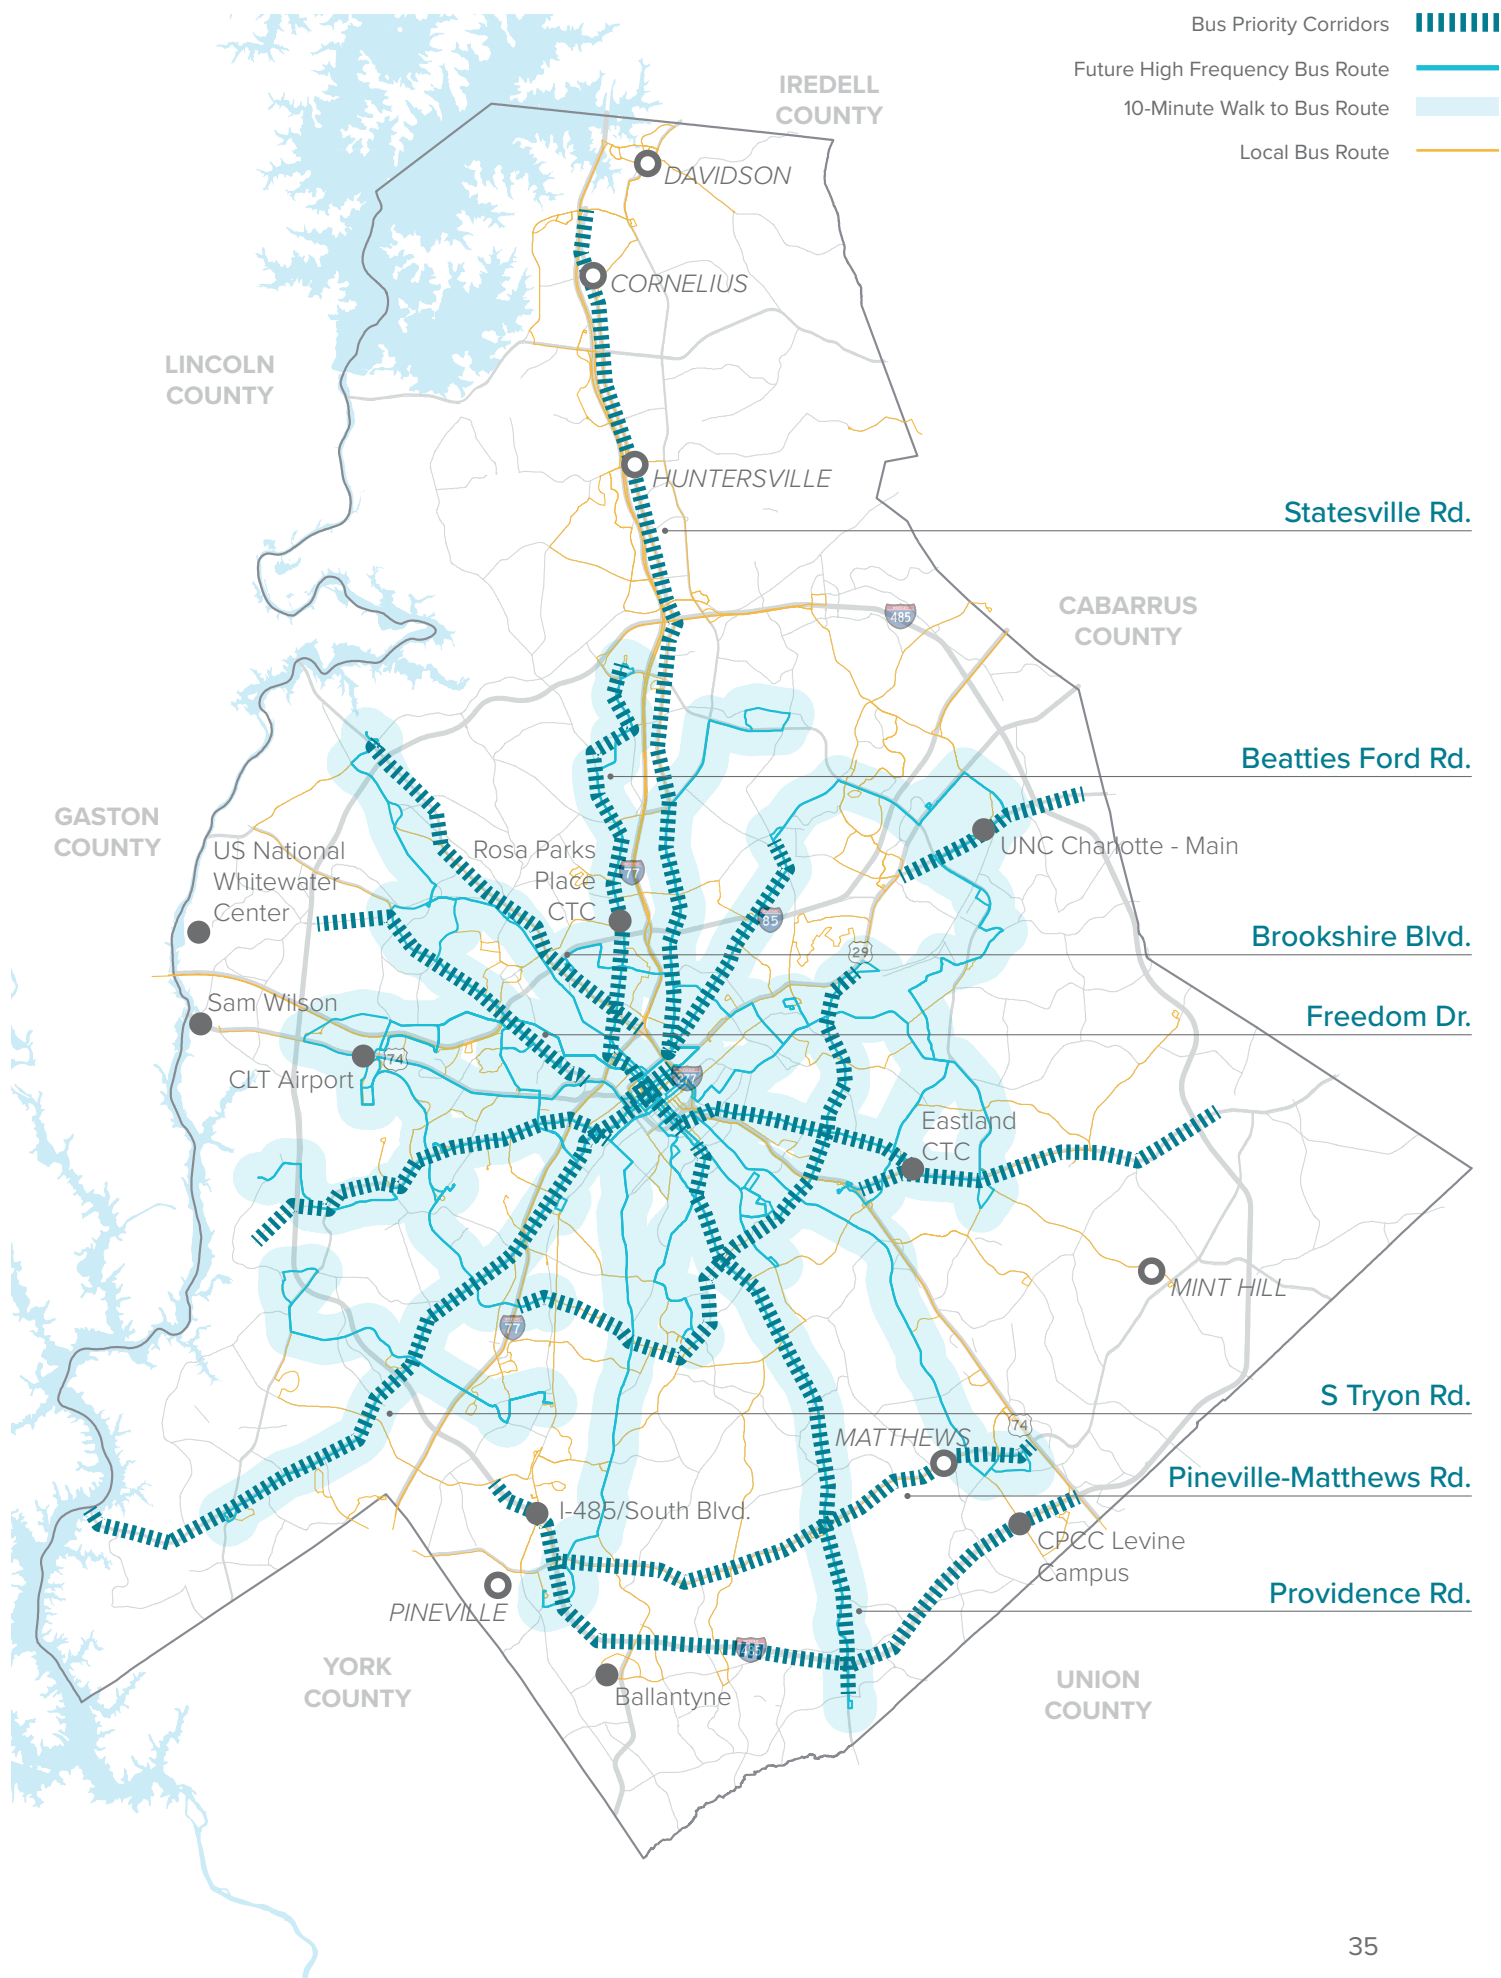 Bus Priority Corridors
Future High Frequency Bus Route
10-Minute Walk to Bus Route
Local Bus Route
IREDELL
COUNTY
DAVIDSON
CORNELIUS
LINCOLN
COUNTY
HUNTERSVILLE
Statesville Rd.
CABARRUS
COUNTY
485
Beatties Ford Rd.
GASTON
COUNTY
US National
Whitewater
Center
Rosa Parks
Place
CTC
77
UNC Charlotte - Main
85
29
Brookshire Blvd.
Sam Wilson
Freedom Dr.
74
CLT Airport
277
Eastland
CTC
MINT HILL
77
S Tryon Rd.
74
MATTHEWS
Pineville-Matthews Rd.
I-485/South Blvd.
CPCC Levine
Campus
PINEVILLE
Providence Rd.
485
YORK
COUNTY
Ballantyne
UNION
COUNTY
35